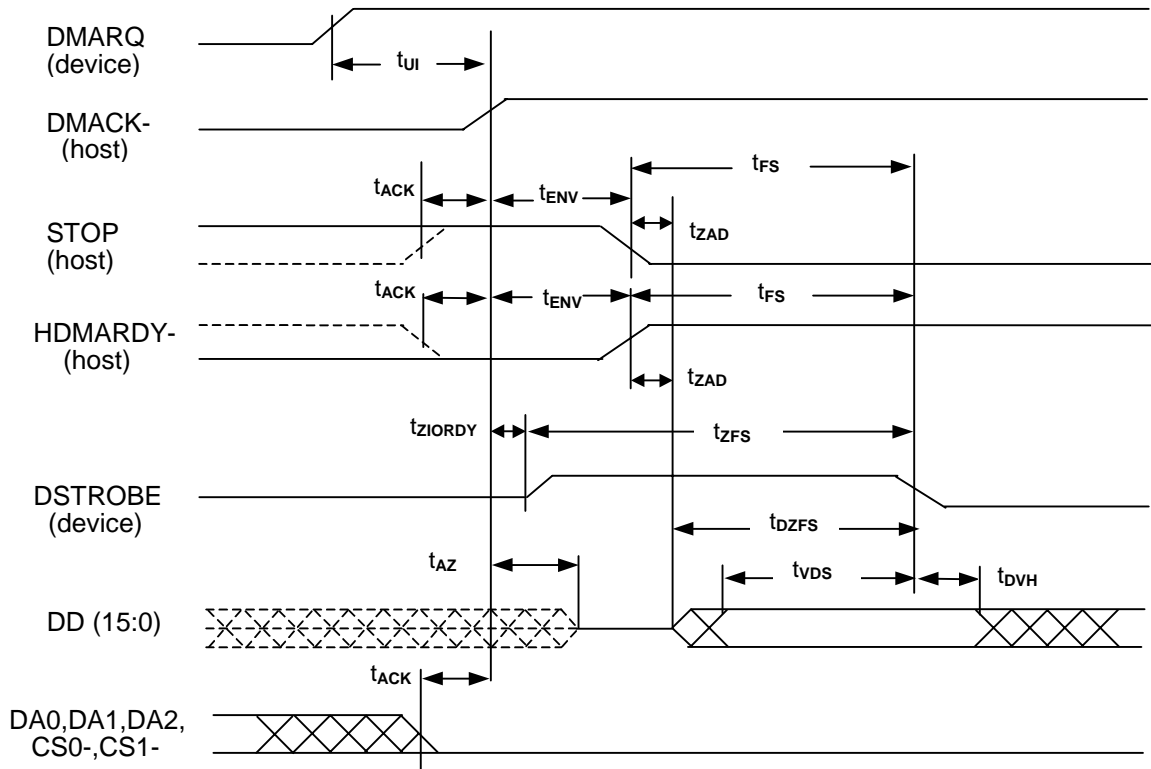 DMARQ
(device)
tUI
DMACK-
(host)
tFS
tACK
tENV
tZAD
STOP
(host)
tACK
tENV
tFS
HDMARDY-
(host)
tZAD
tZIORDY
tZFS
DSTROBE
(device)
tDZFS
tAZ
tVDS
tDVH
DD (15:0)
tACK
DA0,DA1,DA2,
CS0-,CS1-